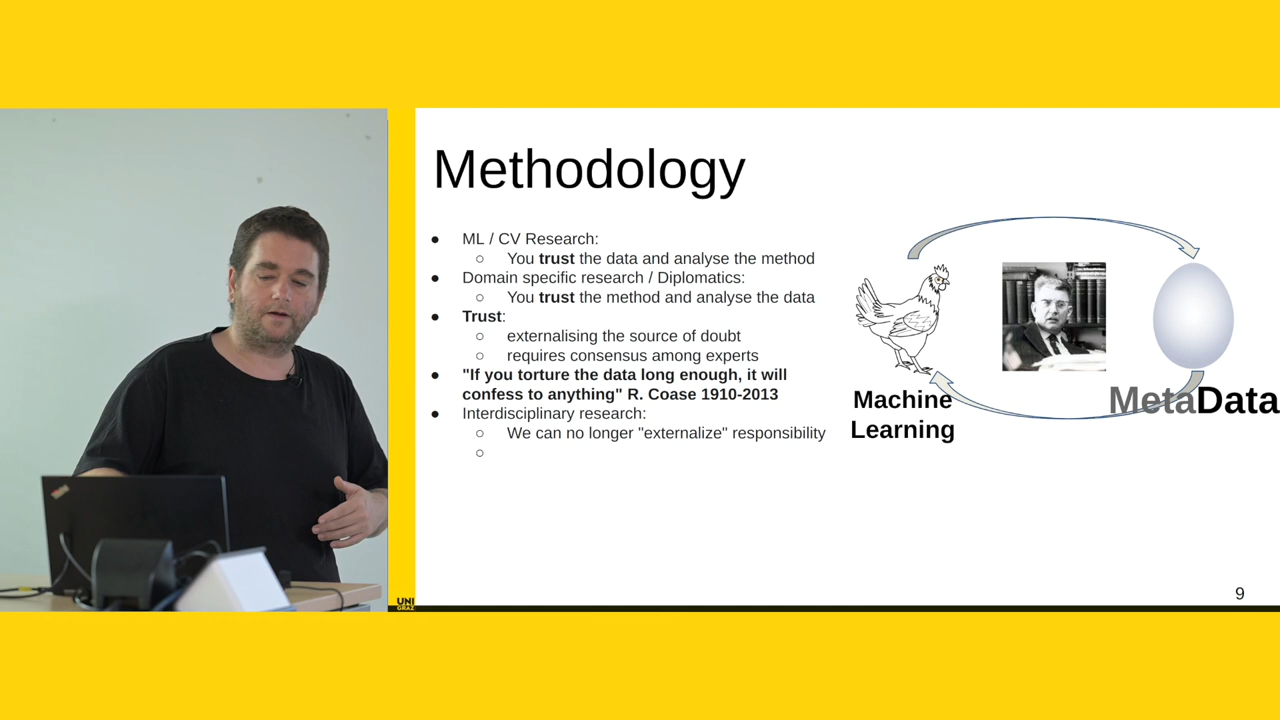 Methodology
● ML / CV Research:
○ You trust the data and analyse the method
● Domain specific research / Diplomatics:
○ You trust the method and analyse the data
● Trust:
○ externalising the source of doubt
○ requires consensus among experts
● "If you torture the data long enough, it will
confess to anything" R. Coase 1910-2013
● Interdisciplinary research:
○ We can no longer "externalize" responsibility
○
Machine
Learning
MetaData
9
UNI
GRAZ